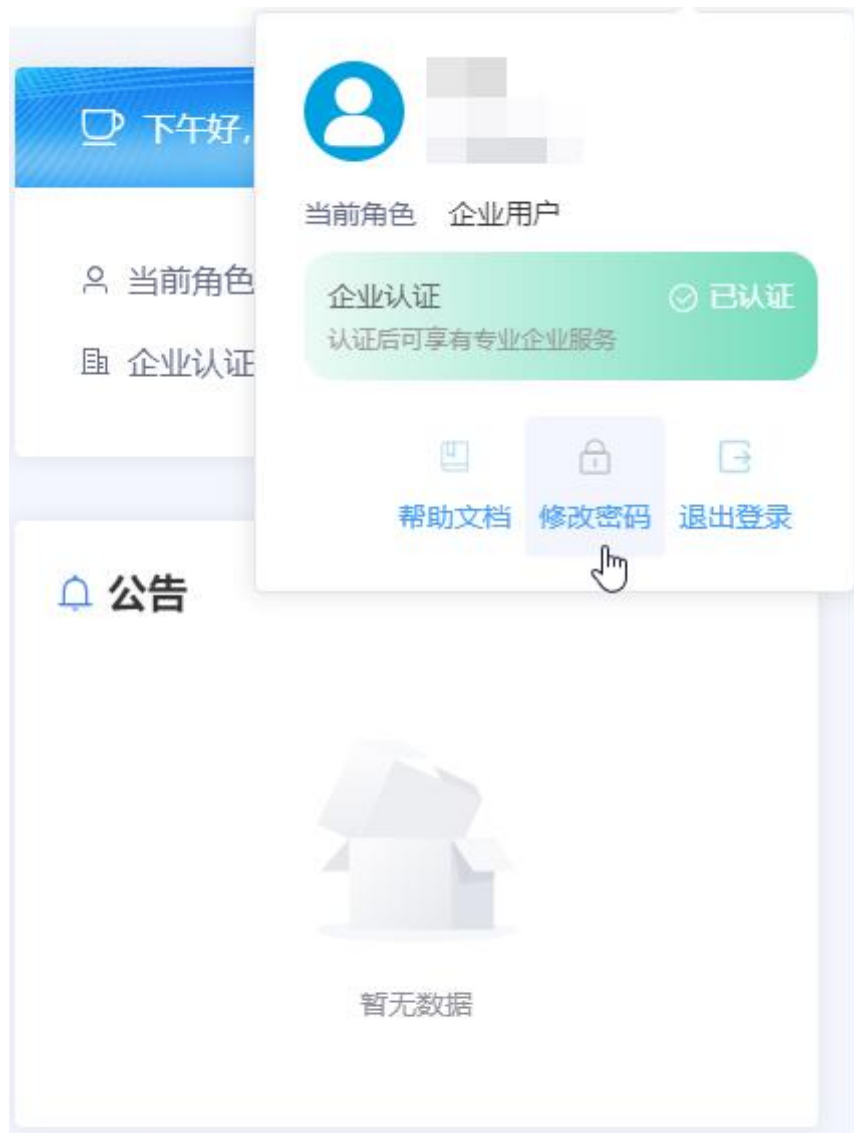 下午好,
当前角色 企业用户
当前角色
企业认证
已认证
认证后可享有专业企业服务
企业认证
帮助文档
修改密码
退出登录
公告
暂无数据